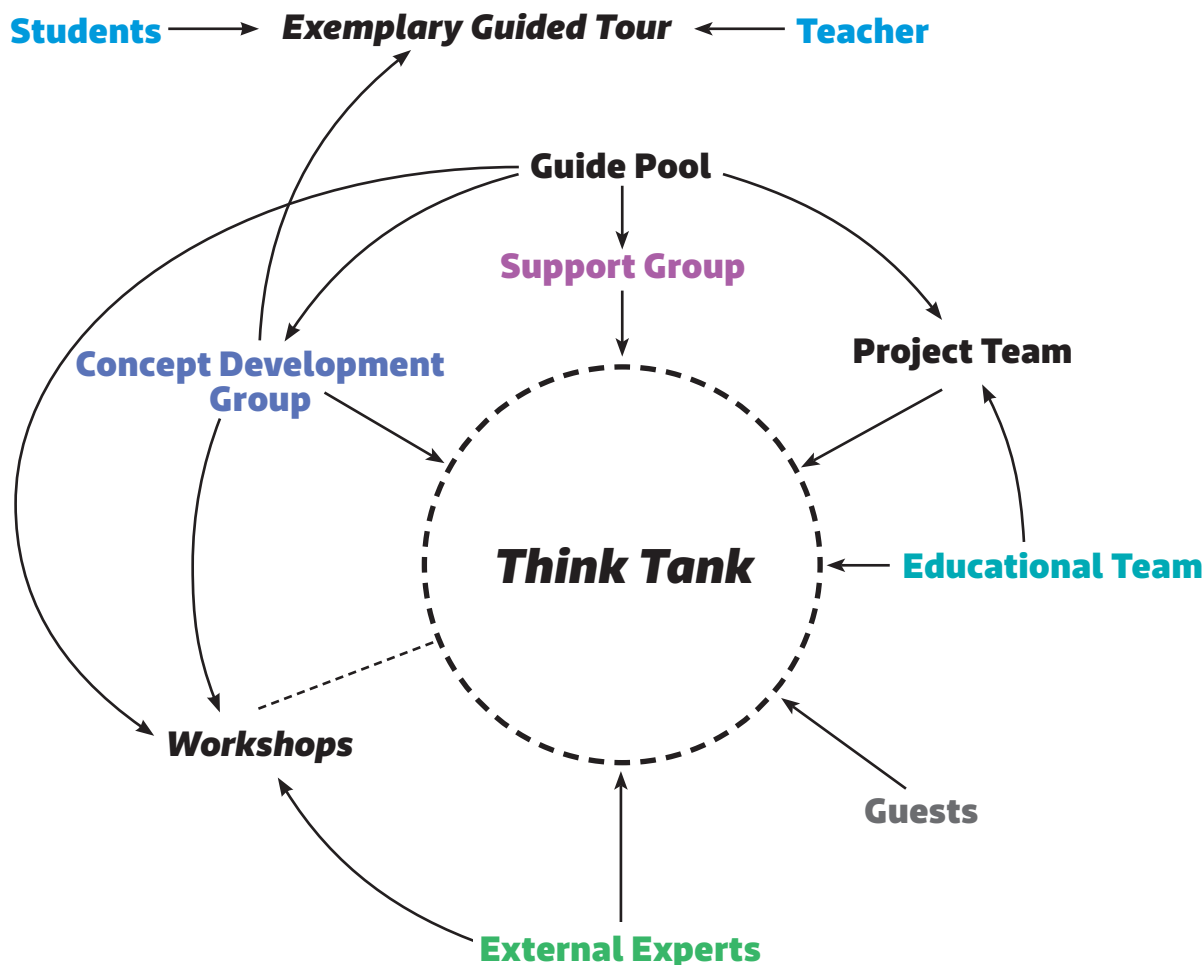 Students
Exemplary Guided Tour
Teacher
Guide Pool
Support Group
Concept Development
Group
Project Team
Think Tank
Educational Team
Workshops
Guests
External Experts